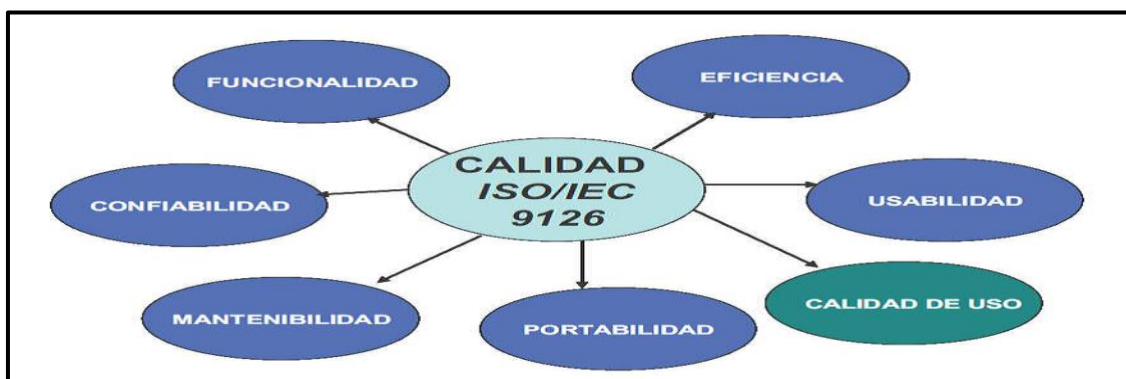 FUNCIONALIDAD
EFICIENCIA
CALIDAD
ISO/IEC
9126
CONFIABILIDAD
USABILIDAD
MANTENIBILIDAD
PORTABILIDAD
CALIDAD DE USO